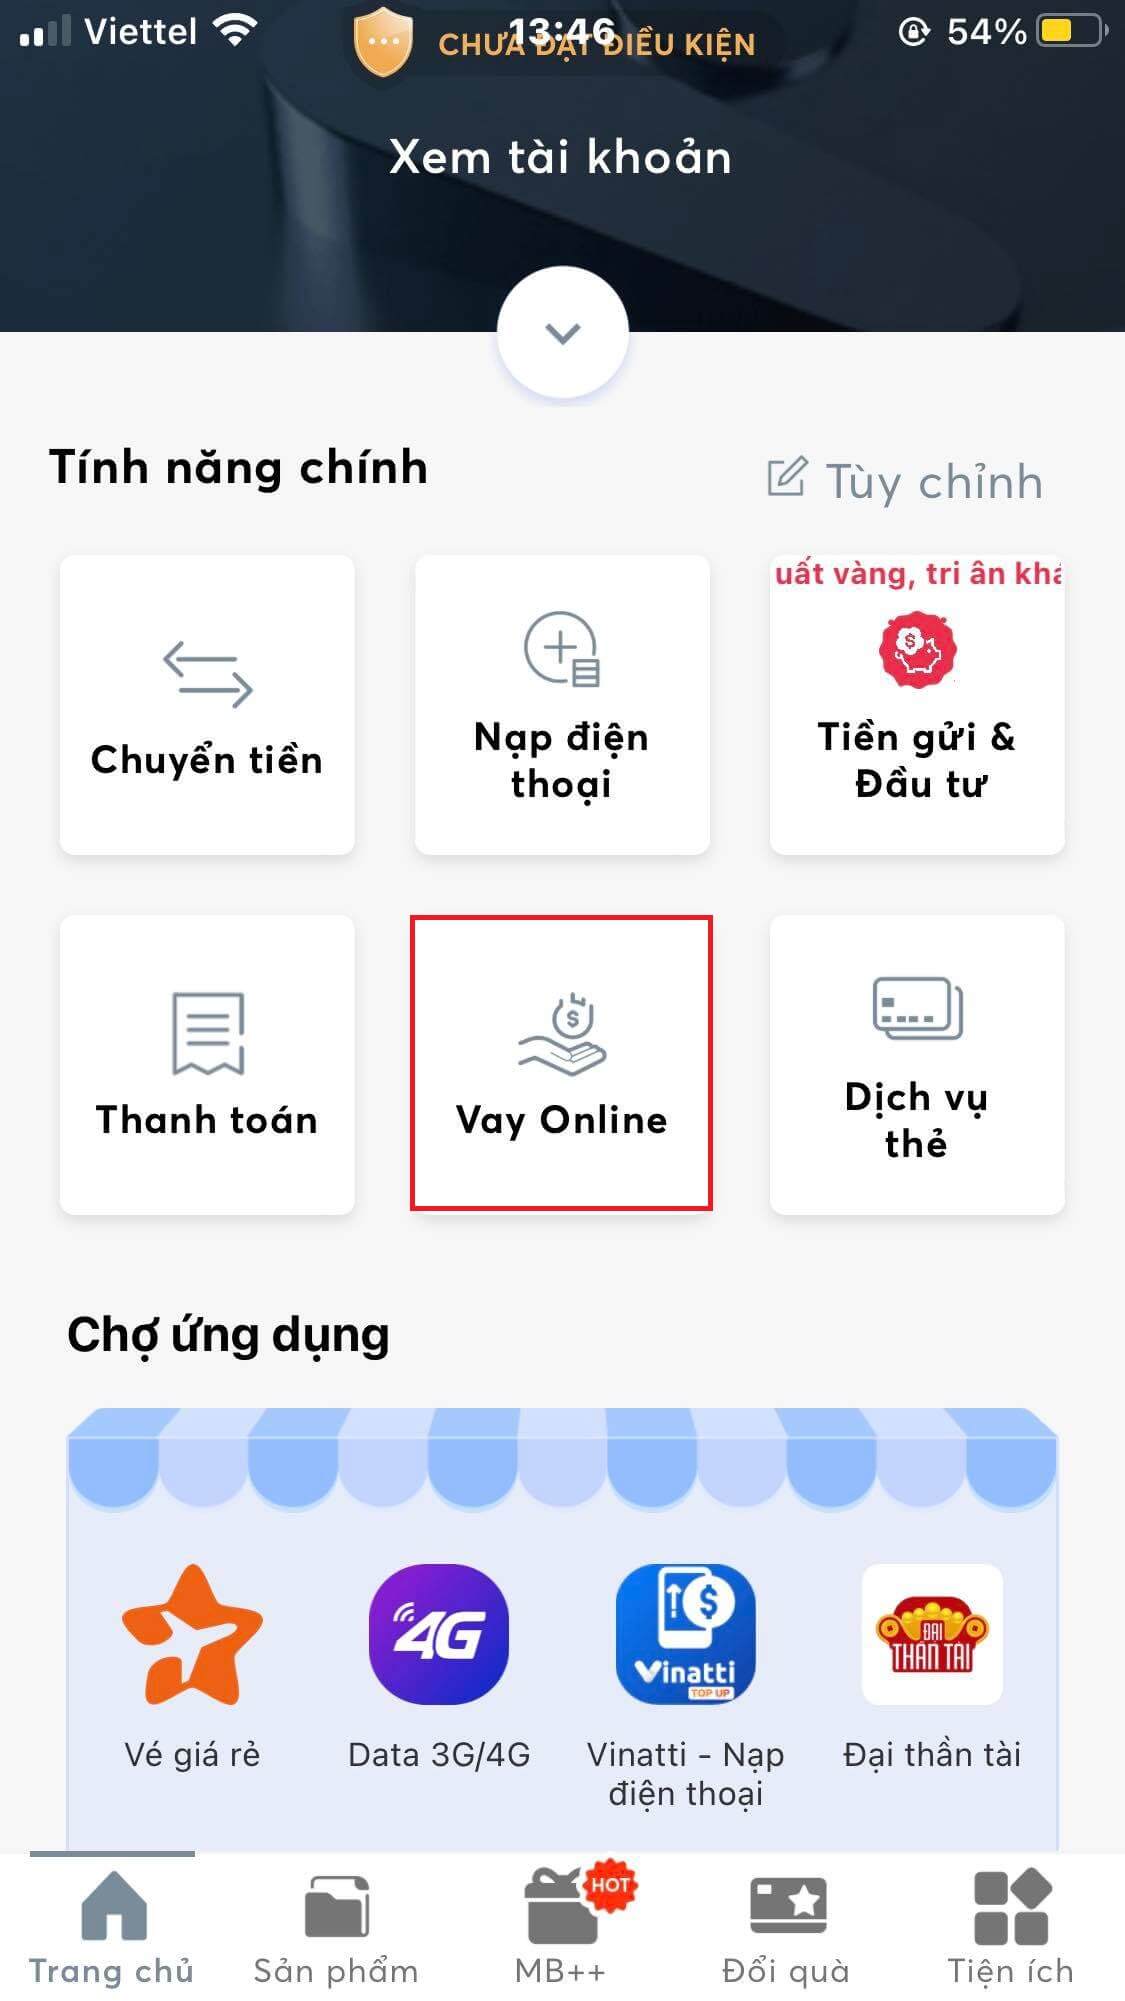 Viettel 13:46 54%
CHƯA ĐẠT ĐIỀU KIỆN
Xem tài khoản
Tính năng chính
Tùy chỉnh
uất vàng, tri ân khá
Chuyển tiền
Nạp điện
thoại
Tiền gửi &
Đầu tư
Thanh toán
Vay Online
Dịch vụ
thẻ
Chợ ứng dụng
4G
Vinatti
TOP UP
ĐẠI
THẦN TÀI
Vé giá rẻ
Data 3G/4G
Vinatti - Nạp
điện thoại
Đại thần tài
HOT
Trang chủ
Sản phẩm
MB++
Đổi quà
Tiện ích